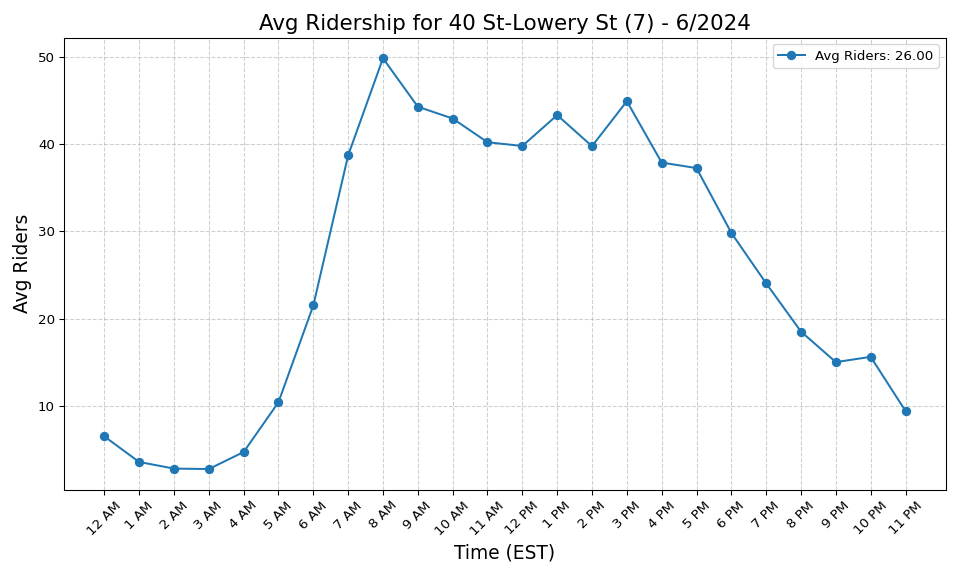 Avg Ridership for 40 St-Lowery St (7) - 6/2024
Avg Riders: 26.00
Avg Riders
50
40
30
20
10
12 AM
1 AM
2 AM
3 AM
4 AM
5 AM
6 AM
7 AM
8 AM
9 AM
10 AM
11 AM
12 PM
1 PM
2 PM
3 PM
4 PM
5 PM
6 PM
7 PM
8 PM
9 PM
10 PM
11 PM
Time (EST)